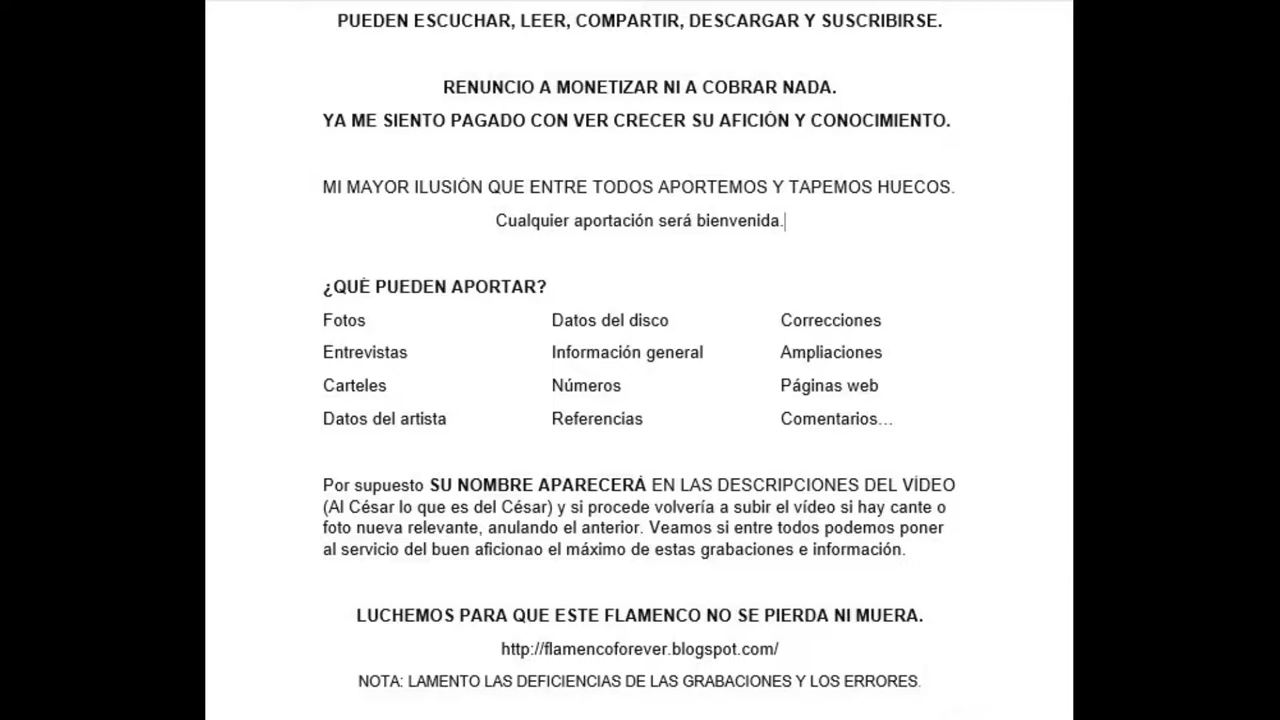 PUEDEN ESCUCHAR, LEER, COMPARTIR, DESCARGAR Y SUSCRIBIRSE.
RENUNCIO A MONETIZAR NI A COBRAR NADA.
YA ME SIENTO PAGADO CON VER CRECER SU AFICIÓN Y CONOCIMIENTO.
MI MAYOR ILUSIÓN QUE ENTRE TODOS APORTEMOS Y TAPEMOS HUECOS.
Cualquier aportación será bienvenida.
¿QUÉ PUEDEN APORTAR?
Fotos Datos del disco Correcciones
Entrevistas Información general Ampliaciones
Carteles Números Páginas web
Datos del artista Referencias Comentarios...
Por supuesto SU NOMBRE APARECERÁ EN LAS DESCRIPCIONES DEL VÍDEO
(Al César lo que es del César) y si procede volvería a subir el vídeo si hay cante o
foto nueva relevante, anulando el anterior. Veamos si entre todos podemos poner
al servicio del buen aficionao el máximo de estas grabaciones e información.
LUCHEMOS PARA QUE ESTE FLAMENCO NO SE PIERDA NI MUERA.
http://flamencoforever.blogspot.com/
NOTA: LAMENTO LAS DEFICIENCIAS DE LAS GRABACIONES Y LOS ERRORES.